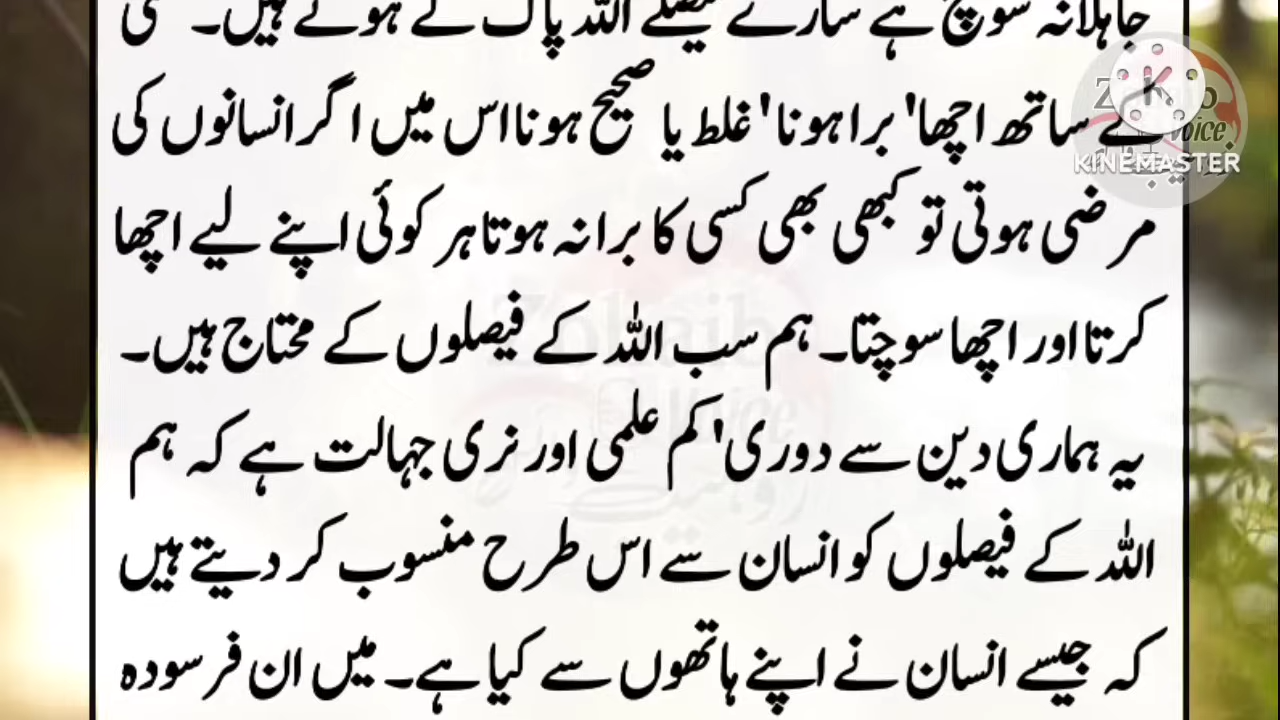 جاہلانہ سوچ ہے سارے فیصلے اللہ پاک کے ہوتے ہیں۔ کسی
کے ساتھ اچھا' برا ہونا' غلط یا صحیح ہونا اس میں اگر انسانوں کی
مرضی ہوتی تو کبھی بھی کسی کا برا نہ ہوتا ہر کوئی اپنے لیے اچھا
کرتا اور اچھا سوچتا۔ ہم سب اللہ کے فیصلوں کے محتاج ہیں۔
یہ ہماری دین سے دوری' کم علمی اور نری جہالت ہے کہ ہم
اللہ کے فیصلوں کو انسان سے اس طرح منسوب کر دیتے ہیں
کہ جیسے انسان نے اپنے ہاتھوں سے کیا ہے۔ میں ان فرسودہ
Voice
KINEMASTER